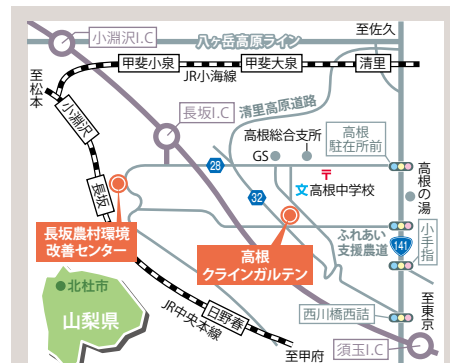 至佐久
小淵沢I.C
八ヶ岳高原ライン
甲斐小泉
甲斐大泉
清里
JR小海線
至松本
小淵沢
長坂I.C
清里高原道路
高根総合支所
GS
高根
駐在所前
28
〒
文高根中学校
高根の湯
32
長坂
ふれあい
支援農道
小手指
141
長坂農村環境
改善センター
高根
クラインガルテン
北杜市
山梨県
JR中央本線
日野春
西川橋西詰
至東京
至甲府
須玉I.C